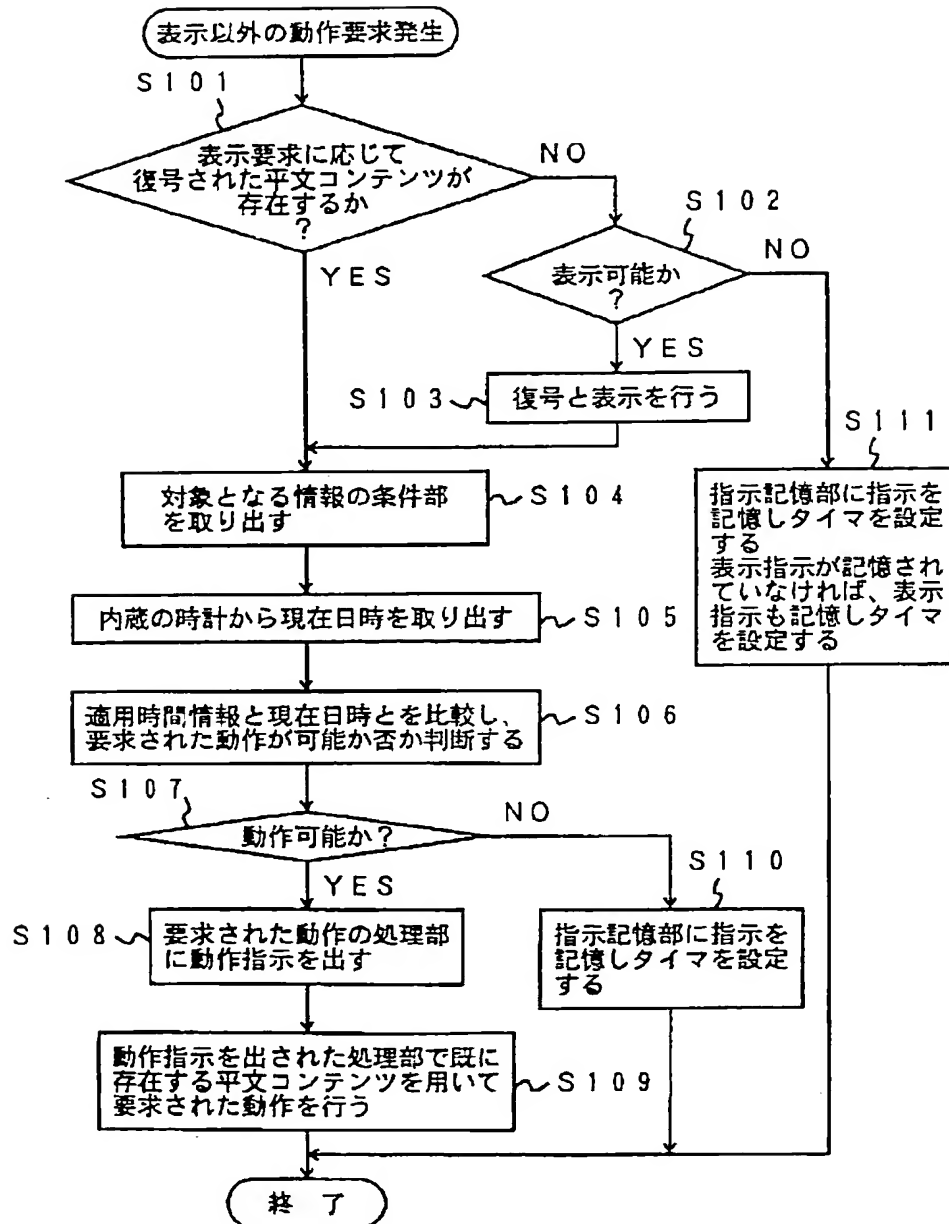 表示以外の動作要求発生
S101
表示要求に応じて
復号された平文コンテンツが
存在するか
?
NO
YES
S102
表示可能か
?
NO
YES
S103
復号と表示を行う
対象となる情報の条件部
を取り出す
S104
S111
指示記憶部に指示を
記憶しタイマを設定
する
表示指示が記憶され
ていなければ、表示
指示も記憶しタイマ
を設定する
内蔵の時計から現在日時を取り出す
S105
適用時間情報と現在日時とを比較し、
要求された動作が可能か否か判断する
S106
S107
動作可能か?
NO
YES
S110
指示記憶部に指示を
記憶しタイマを設定
する
S108
要求された動作の処理部
に動作指示を出す
動作指示を出された処理部で既に
存在する平文コンテンツを用いて
要求された動作を行う
S109
終 了